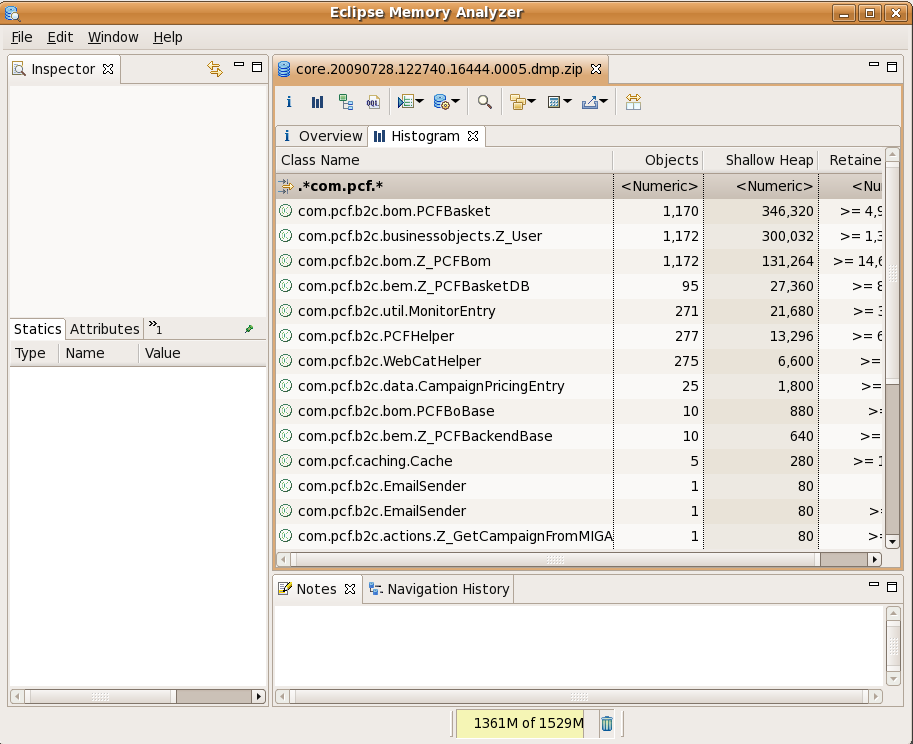 Eclipse Memory Analyzer
File Edit Window Help
Inspector
core.20090728.122740.16444.0005.dmp.zip
i OQL
i Overview Histogram
Class Name Objects Shallow Heap Retaine
.*com.pcf.* <Numeric> <Numeric> <Nu
com.pcf.b2c.bom.PCFBasket 1,170 346,320 >= 4,9
com.pcf.b2c.businessobjects.Z_User 1,172 300,032 >= 1,3
com.pcf.b2c.bom.Z_PCFBom 1,172 131,264 >= 14,6
com.pcf.b2c.bem.Z_PCFBasketDB 95 27,360 >= 8
com.pcf.b2c.util.MonitorEntry 271 21,680 >= 3
com.pcf.b2c.PCFHelper 277 13,296 >= 6
com.pcf.b2c.WebCatHelper 275 6,600 >=
com.pcf.b2c.data.CampaignPricingEntry 25 1,800 >=
com.pcf.b2c.bom.PCFBoBase 10 880 >=
com.pcf.b2c.bem.Z_PCFBackendBase 10 640 >=
com.pcf.caching.Cache 5 280 >= 1
com.pcf.b2c.EmailSender 1 80
com.pcf.b2c.EmailSender 1 80 >=
com.pcf.b2c.actions.Z_GetCampaignFromMIGA 1 80 >=
Statics Attributes »1
Type Name Value
Notes Navigation History
1361M of 1529M